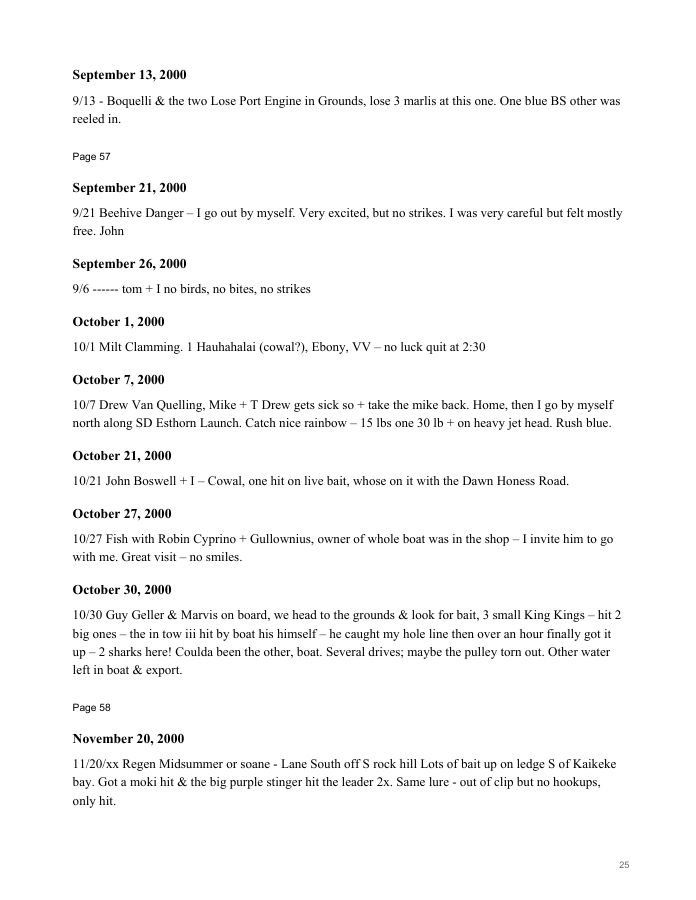 September 13, 2000
9/13 - Boquelli & the two Lose Port Engine in Grounds, lose 3 marlis at this one. One blue BS other was
reeled in.
Page 57
September 21, 2000
9/21 Beehive Danger – I go out by myself. Very excited, but no strikes. I was very careful but felt mostly
free. John
September 26, 2000
9/6 ------ tom + I no birds, no bites, no strikes
October 1, 2000
10/1 Milt Clamming. 1 Hauhahalai (cowal?), Ebony, VV – no luck quit at 2:30
October 7, 2000
10/7 Drew Van Quelling, Mike + T Drew gets sick so + take the mike back. Home, then I go by myself
north along SD Esthorn Launch. Catch nice rainbow – 15 lbs one 30 lb + on heavy jet head. Rush blue.
October 21, 2000
10/21 John Boswell + I – Cowal, one hit on live bait, whose on it with the Dawn Honess Road.
October 27, 2000
10/27 Fish with Robin Cyprino + Gullownius, owner of whole boat was in the shop – I invite him to go
with me. Great visit – no smiles.
October 30, 2000
10/30 Guy Geller & Marvis on board, we head to the grounds & look for bait, 3 small King Kings – hit 2
big ones – the in tow iii hit by boat his himself – he caught my hole line then over an hour finally got it
up – 2 sharks here! Coulda been the other, boat. Several drives; maybe the pulley torn out. Other water
left in boat & export.
Page 58
November 20, 2000
11/20/xx Regen Midsummer or soane - Lane South off S rock hill Lots of bait up on ledge S of Kaikeke
bay. Got a moki hit & the big purple stinger hit the leader 2x. Same lure - out of clip but no hookups,
only hit.
25